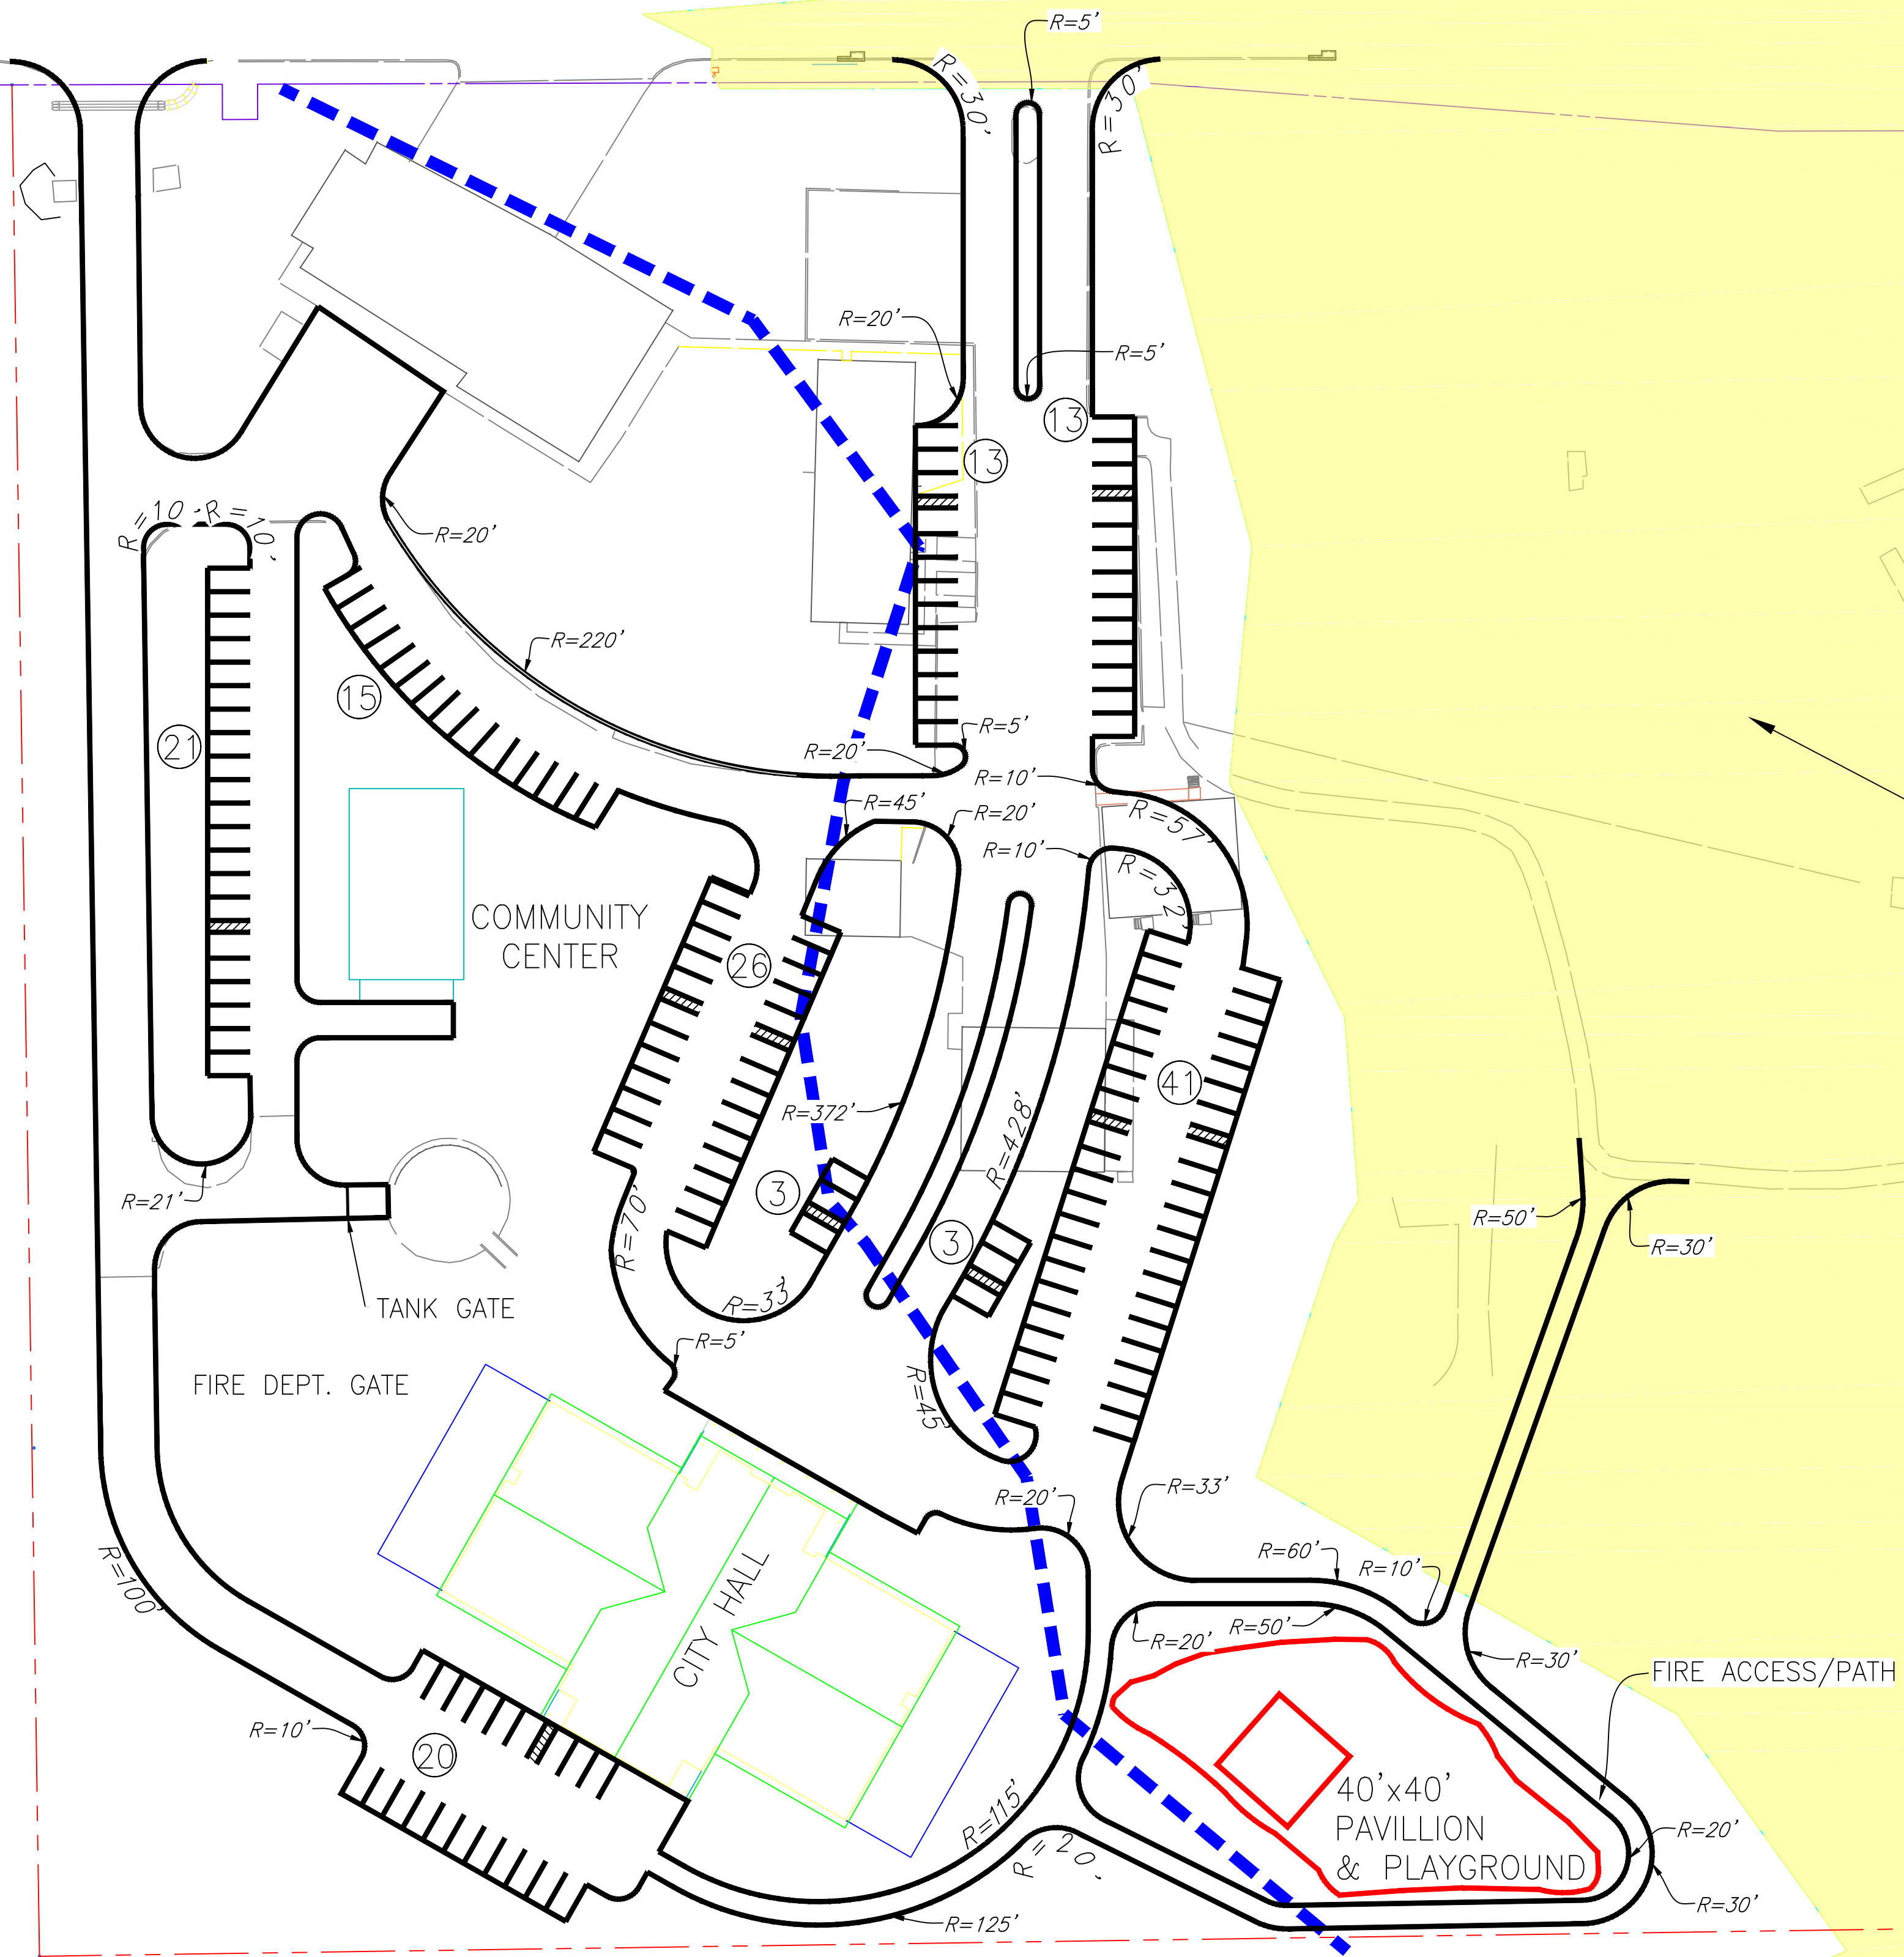 R=5'
R=30'
R=30'
R=20'
R=5'
13
13
R=10'
R=10'
R=20'
R=220'
15
21
R=5'
R=20'
R=10'
R=45'
R=20'
R=57'
R=10'
R=32'
COMMUNITY
CENTER
26
41
R=372'
R=428'
R=21'
3
3
R=70'
R=50'
R=30'
R=33'
TANK GATE
R=5'
FIRE DEPT. GATE
R=45'
R=20'
R=33'
R=60'
R=10'
R=100'
CITY HALL
R=50'
R=20'
R=30'
FIRE ACCESS/PATH
R=10'
20
40'x40'
PAVILLION
& PLAYGROUND
R=115'
R=20'
R=20'
R=30'
R=125'